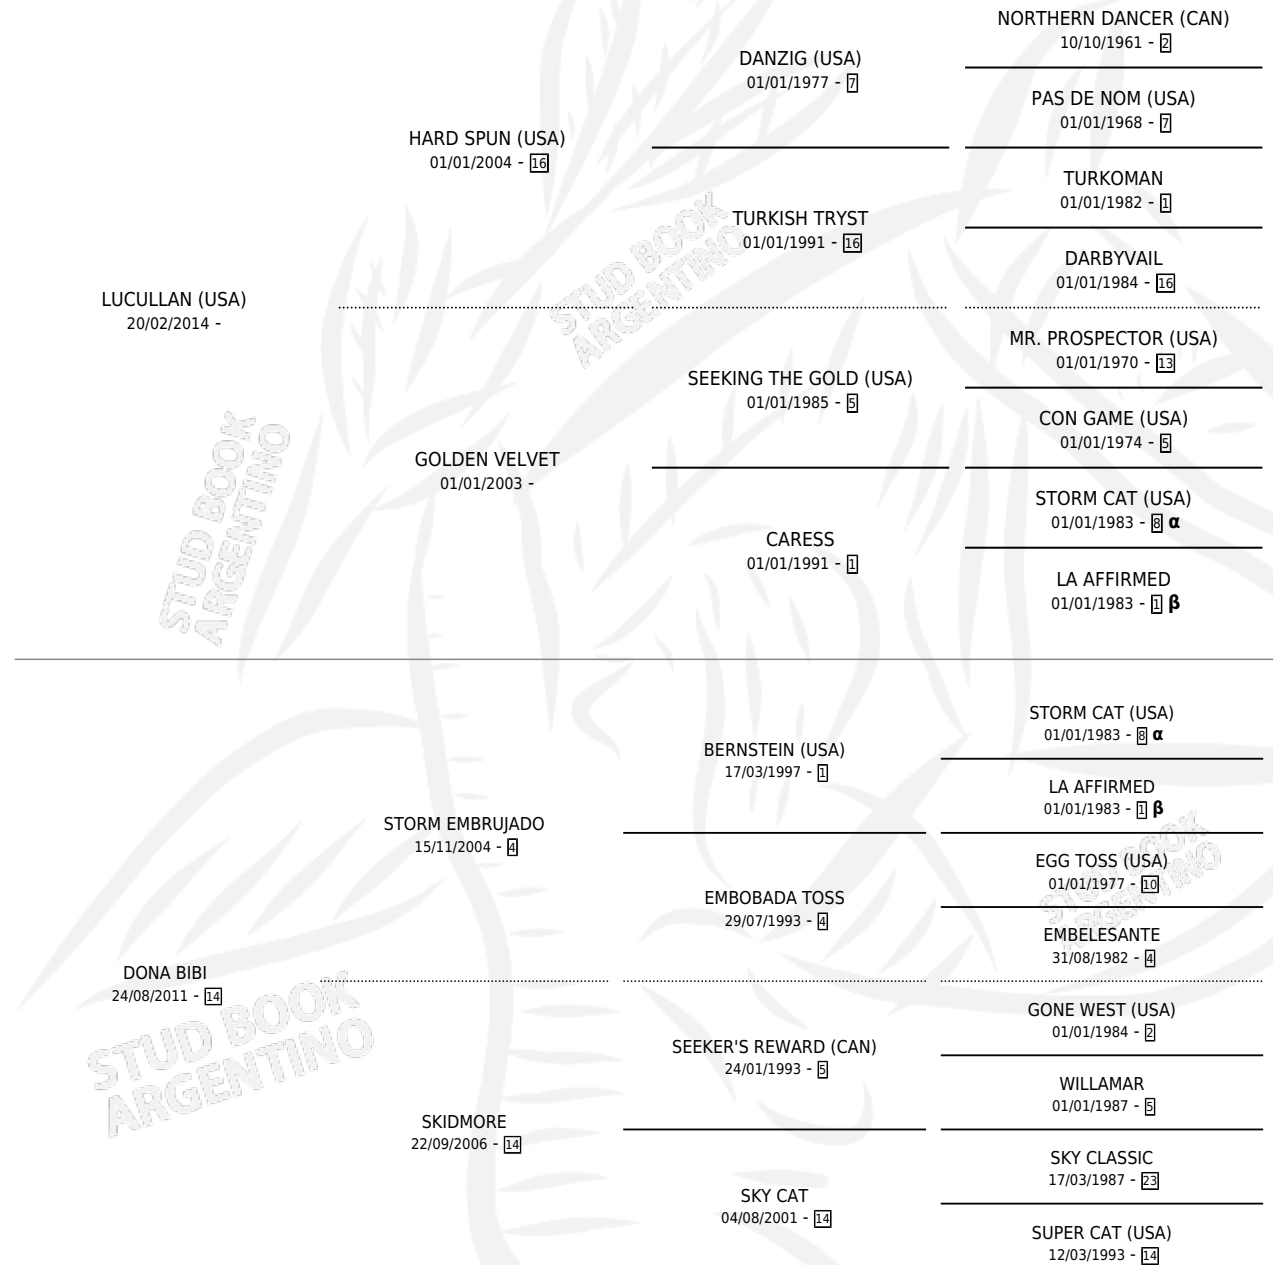 NORTHERN DANCER (CAN)
10/10/1961 - 2
DANZIG (USA)
01/01/1977 - 7
PAS DE NOM (USA)
01/01/1968 - 7
HARD SPUN (USA)
01/01/2004 - 16
TURKOMAN
01/01/1982 - 1
TURKISH TRYST
01/01/1991 - 16
DARBYVAIL
01/01/1984 - 16
LUCULLAN (USA)
20/02/2014 -
MR. PROSPECTOR (USA)
01/01/1970 - 13
SEEKING THE GOLD (USA)
01/01/1985 - 5
CON GAME (USA)
01/01/1974 - 5
GOLDEN VELVET
01/01/2003 -
STORM CAT (USA)
01/01/1983 - 8 α
CARESS
01/01/1991 - 1
LA AFFIRMED
01/01/1983 - 1 β
STORM CAT (USA)
01/01/1983 - 8 α
BERNSTEIN (USA)
17/03/1997 - 1
LA AFFIRMED
01/01/1983 - 1 β
STORM EMBRUJADO
15/11/2004 - 4
EGG TOSS (USA)
01/01/1977 - 10
EMBOBADA TOSS
29/07/1993 - 4
EMBELESANTE
31/08/1982 - 4
DONA BIBI
24/08/2011 - 14
GONE WEST (USA)
01/01/1984 - 2
SEEKER'S REWARD (CAN)
24/01/1993 - 5
WILLAMAR
01/01/1987 - 5
SKIDMORE
22/09/2006 - 14
SKY CLASSIC
17/03/1987 - 23
SKY CAT
04/08/2001 - 14
SUPER CAT (USA)
12/03/1993 - 14
STUD BOOK
ARGENTINO
STUD BOOK
ARGENTINO
STUD BOOK
ARGENTINO
STUD BOOK
ARGENTINO